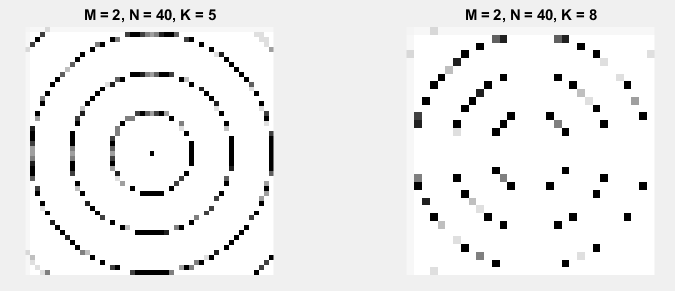 M = 2, N = 40, K = 5
M = 2, N = 40, K = 8